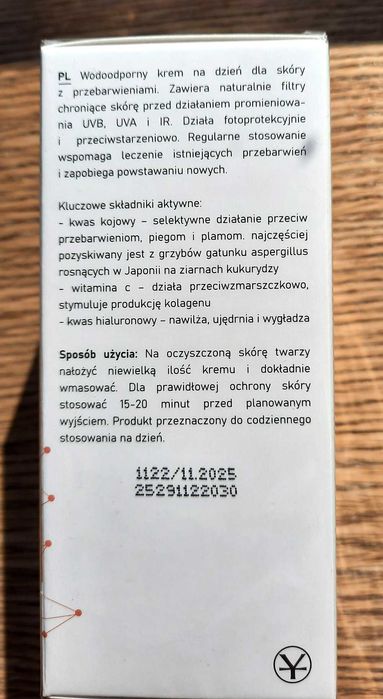 PL Wodoodporny krem na dzień dla skóry
z przebarwieniami. Zawiera naturalnie filtry
chroniące skórę przed działaniem promieniowa-
nia UVB, UVA i IR. Działa fotoprotekcyjnie
i przeciwstarzeniowo. Regularne stosowanie
wspomaga leczenie istniejących przebarwień
i zapobiega powstawaniu nowych.
Kluczowe składniki aktywne:
- kwas kojowy – selektywne działanie przeciw
przebarwieniom, piegom i plamom. najczęściej
pozyskiwany jest z grzybów gatunku aspergillus
rosnących w Japonii na ziarnach kukurydzy
- witamina c – działa przeciwzmarszczkowo,
stymuluje produkcję kolagenu
- kwas hialuronowy – nawilża, ujędrnia i wygładza
Sposób użycia: Na oczyszczoną skórę twarzy
nałożyć niewielką ilość kremu i dokładnie
wmasować. Dla prawidłowej ochrony skóry
stosować 15-20 minut przed planowanym
wyjściem. Produkt przeznaczony do codziennego
stosowania na dzień.
1122/11.2025
25291122030